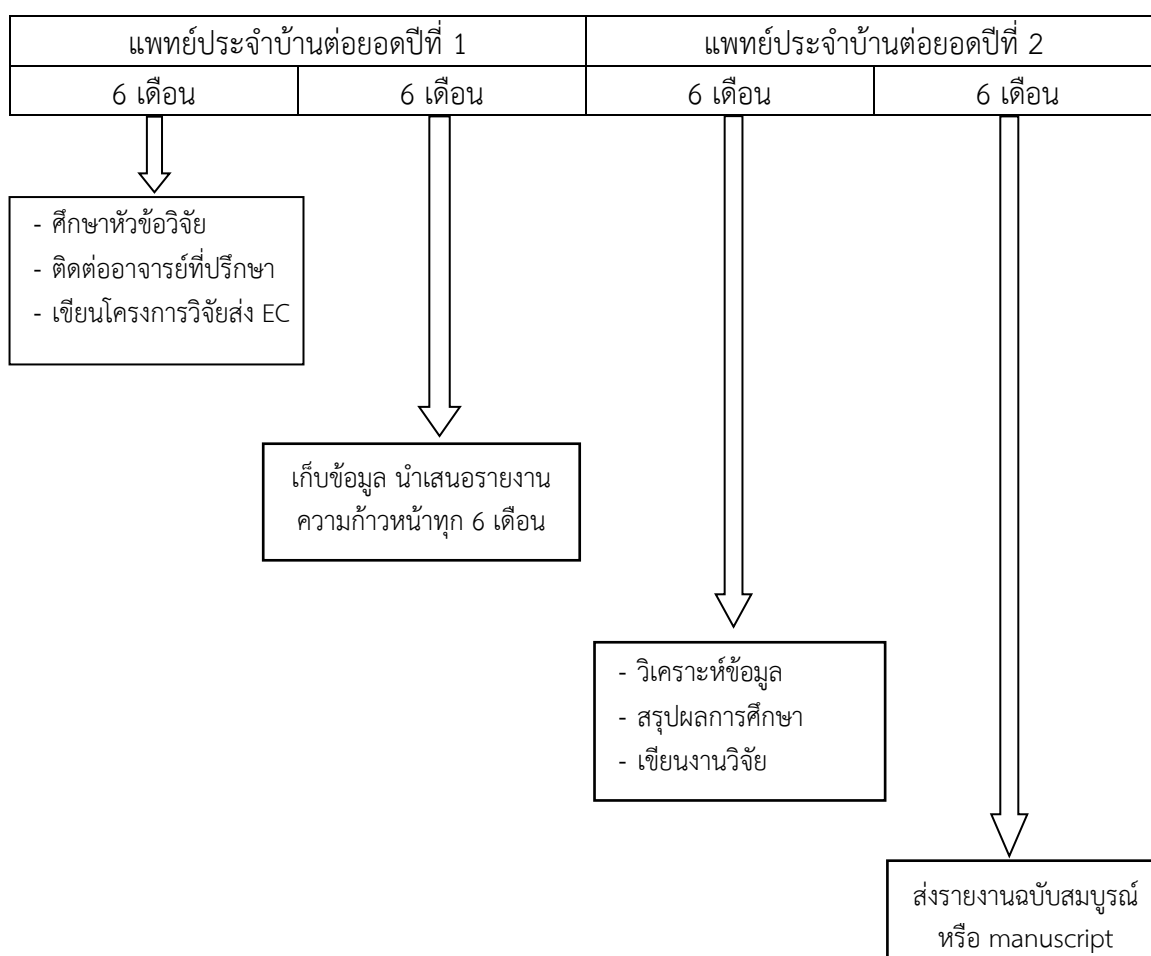 แพทย์ประจำบ้านต่อยอดปีที่ 1 แพทย์ประจำบ้านต่อยอดปีที่ 2
6 เดือน 6 เดือน 6 เดือน 6 เดือน
- ศึกษาหัวข้อวิจัย
- ติดต่ออาจารย์ที่ปรึกษา
- เขียนโครงการวิจัยส่ง EC
เก็บข้อมูล นำเสนอรายงาน
ความก้าวหน้าทุก 6 เดือน
- วิเคราะห์ข้อมูล
- สรุปผลการศึกษา
- เขียนงานวิจัย
ส่งรายงานฉบับสมบูรณ์
หรือ manuscript